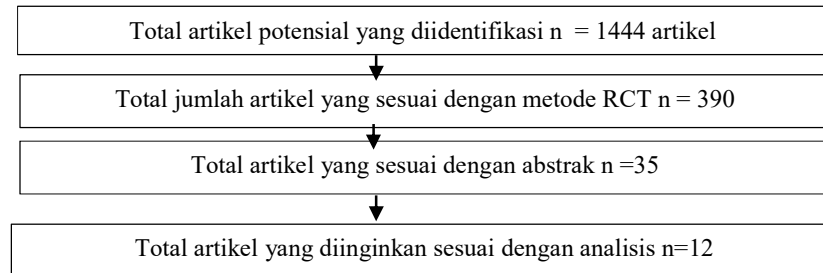 Total artikel potensial yang diidentifikasi n = 1444 artikel
Total jumlah artikel yang sesuai dengan metode RCT n = 390
Total artikel yang sesuai dengan abstrak n =35
Total artikel yang diinginkan sesuai dengan analisis n=12